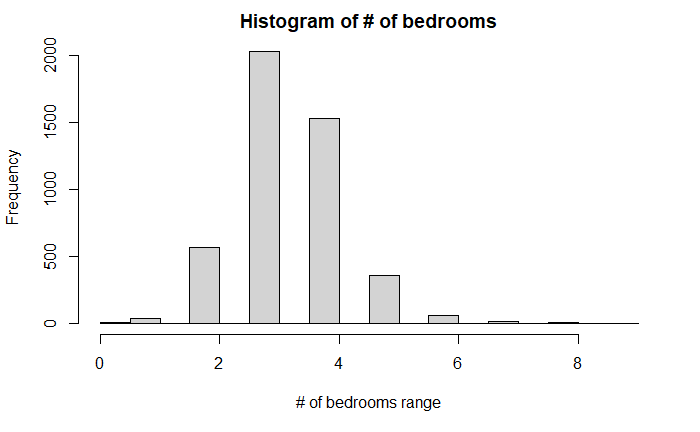 Histogram of # of bedrooms
Frequency
2000
1500
1000
500
0
0 2 4 6 8
# of bedrooms range